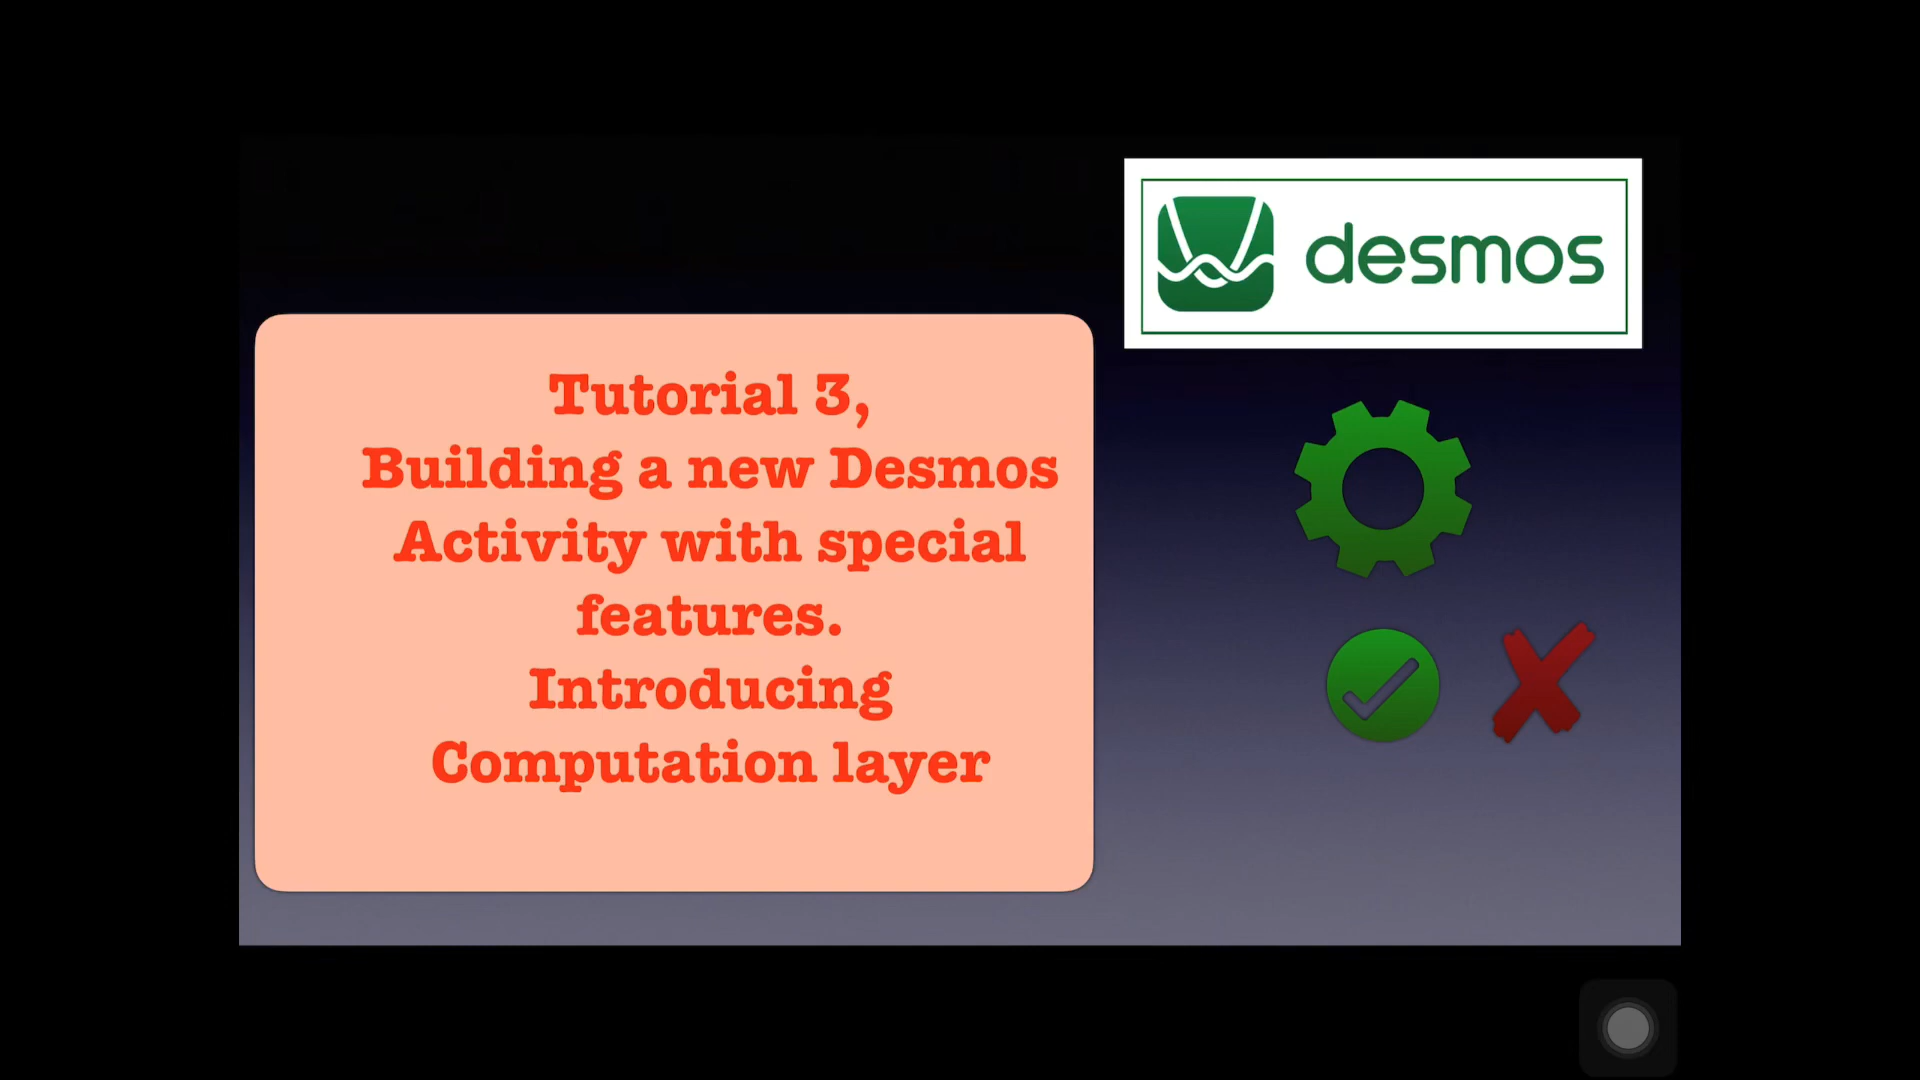 desmos
Tutorial 3,
Building a new Desmos
Activity with special
features.
Introducing
Computation layer